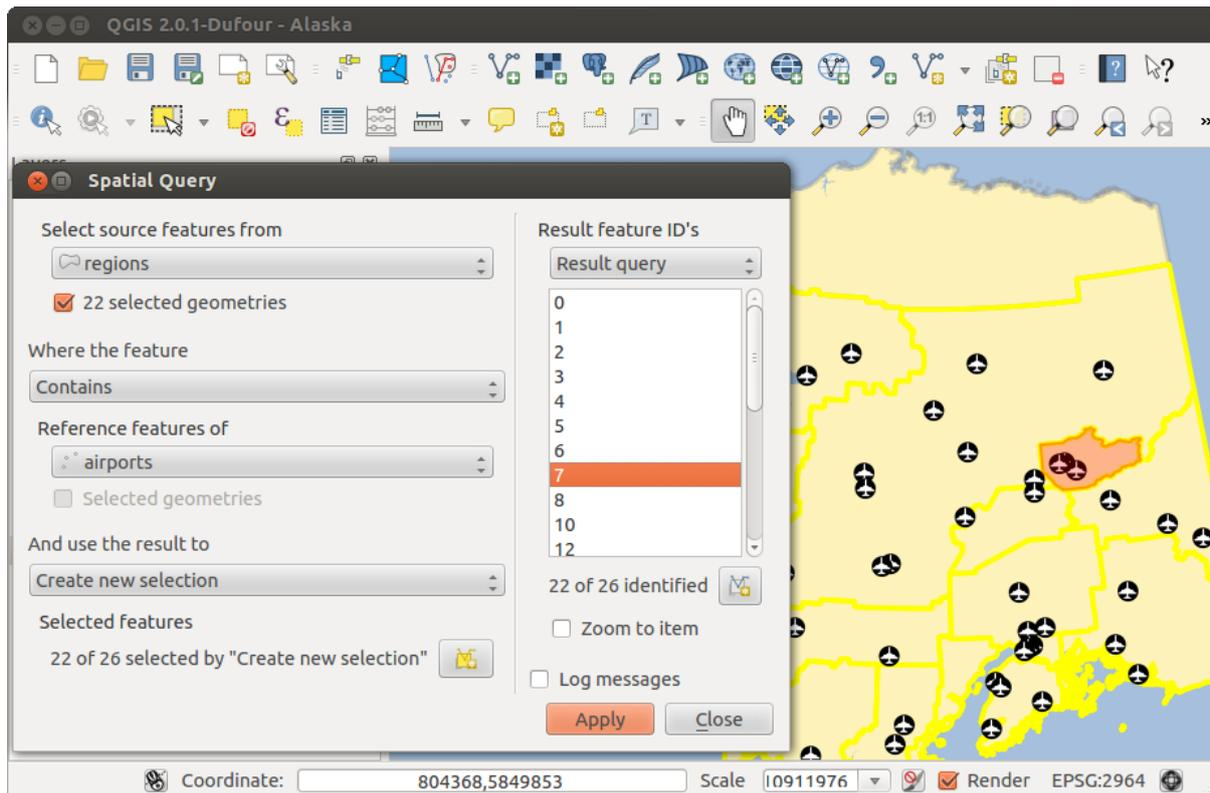 QGIS 2.0.1-Dufour - Alaska
Spatial Query
Select source features from
regions
22 selected geometries
Where the feature
Contains
Reference features of
airports
Selected geometries
And use the result to
Create new selection
Selected features
22 of 26 selected by "Create new selection"
Result feature ID's
Result query
0
1
2
3
4
5
6
7
8
10
12
22 of 26 identified
Zoom to item
Log messages
Apply
Close
Coordinate:
804368,5849853
Scale
Render
EPSG:2964